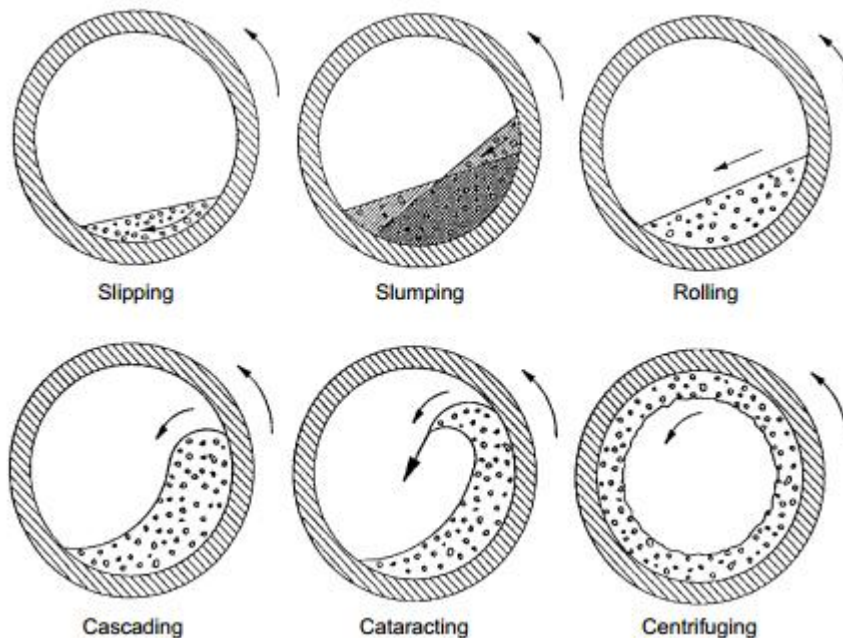 Slipping
Slumping
Rolling
Cascading
Cataracting
Centrifuging